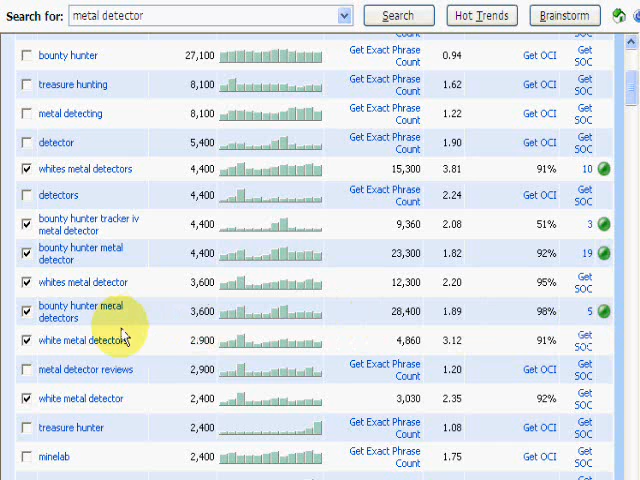 Search for: metal detector Search Hot Trends Brainstorm
Count SOC
bounty hunter 27,100 Get Exact Phrase Count 0.94 Get OCI Get SOC
treasure hunting 8,100 Get Exact Phrase Count 1.62 Get OCI Get SOC
metal detecting 8,100 Get Exact Phrase Count 1.22 Get OCI Get SOC
detector 5,400 Get Exact Phrase Count 1.90 Get OCI Get SOC
whites metal detectors 4,400 15,300 3.81 91% 10
detectors 4,400 Get Exact Phrase Count 2.24 Get OCI Get SOC
bounty hunter tracker iv metal detector 4,400 9,360 2.08 51% 3
bounty hunter metal detector 4,400 23,300 1.82 92% 19
whites metal detector 3,600 12,300 2.20 95% Get SOC
bounty hunter metal detectors 3,600 28,400 1.89 98% 5
white metal detectors 2,900 4,860 3.12 91% Get SOC
metal detector reviews 2,900 Get Exact Phrase Count 1.20 Get OCI Get SOC
white metal detector 2,400 3,030 2.35 92% Get SOC
treasure hunter 2,400 Get Exact Phrase Count 1.08 Get OCI Get SOC
minelab 2,400 Get Exact Phrase Count 1.75 Get OCI Get SOC